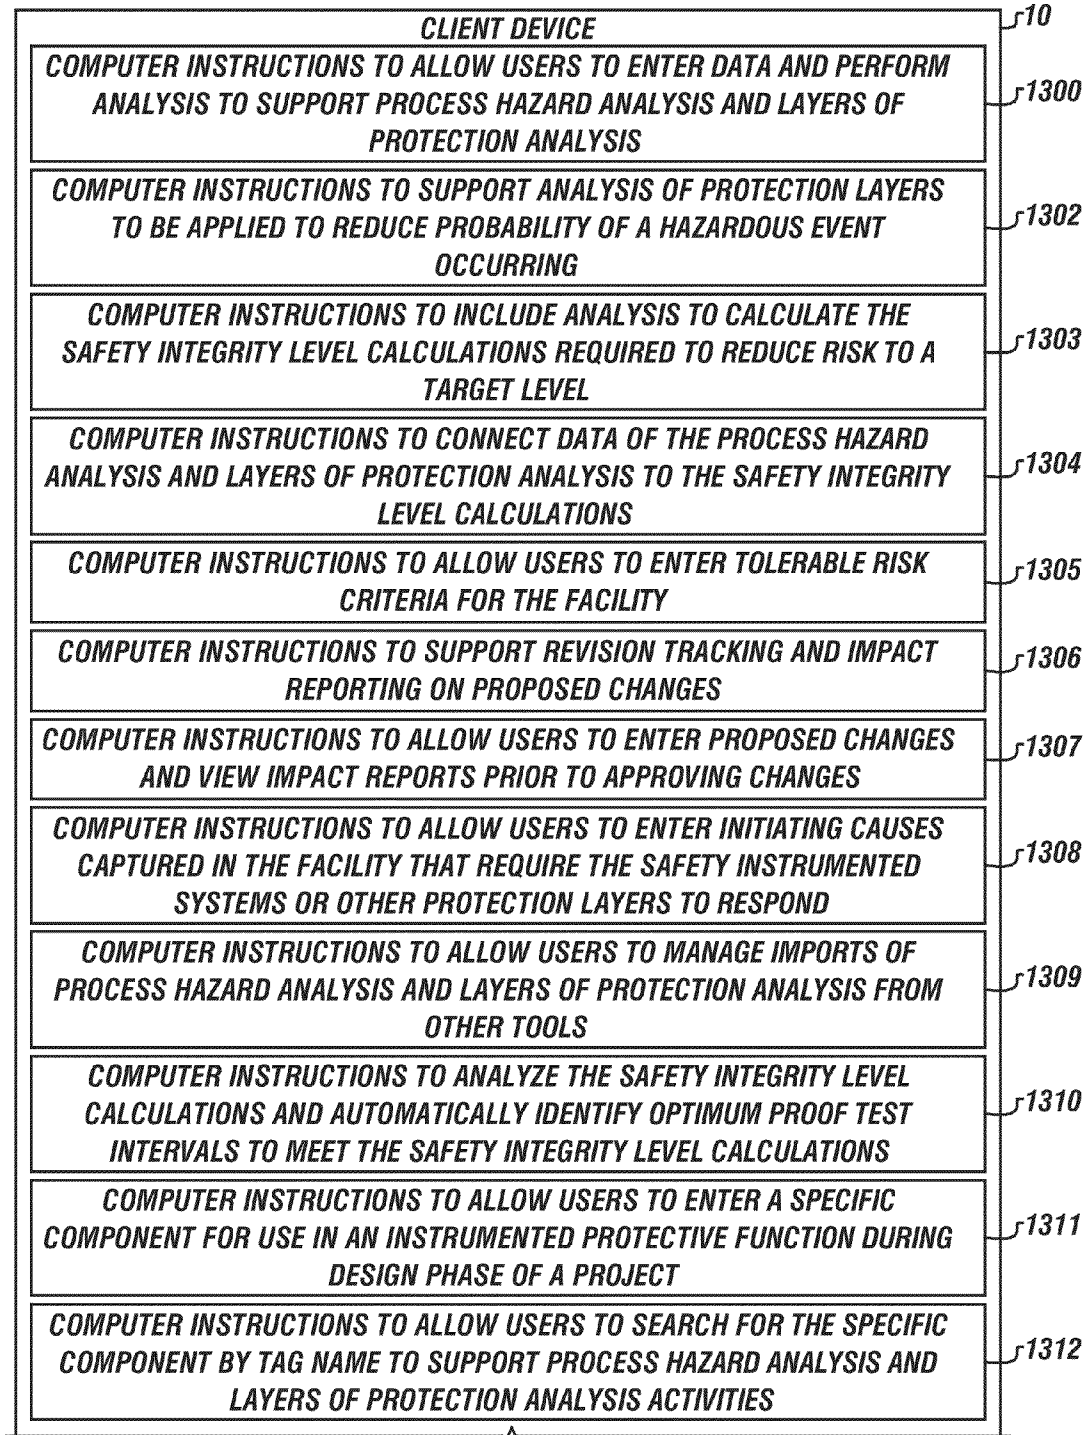 CLIENT DEVICE
10
COMPUTER INSTRUCTIONS TO ALLOW USERS TO ENTER DATA AND PERFORM
ANALYSIS TO SUPPORT PROCESS HAZARD ANALYSIS AND LAYERS OF
PROTECTION ANALYSIS
1300
COMPUTER INSTRUCTIONS TO SUPPORT ANALYSIS OF PROTECTION LAYERS
TO BE APPLIED TO REDUCE PROBABILITY OF A HAZARDOUS EVENT
OCCURRING
1302
COMPUTER INSTRUCTIONS TO INCLUDE ANALYSIS TO CALCULATE THE
SAFETY INTEGRITY LEVEL CALCULATIONS REQUIRED TO REDUCE RISK TO A
TARGET LEVEL
1303
COMPUTER INSTRUCTIONS TO CONNECT DATA OF THE PROCESS HAZARD
ANALYSIS AND LAYERS OF PROTECTION ANALYSIS TO THE SAFETY INTEGRITY
LEVEL CALCULATIONS
1304
COMPUTER INSTRUCTIONS TO ALLOW USERS TO ENTER TOLERABLE RISK
CRITERIA FOR THE FACILITY
1305
COMPUTER INSTRUCTIONS TO SUPPORT REVISION TRACKING AND IMPACT
REPORTING ON PROPOSED CHANGES
1306
COMPUTER INSTRUCTIONS TO ALLOW USERS TO ENTER PROPOSED CHANGES
AND VIEW IMPACT REPORTS PRIOR TO APPROVING CHANGES
1307
COMPUTER INSTRUCTIONS TO ALLOW USERS TO ENTER INITIATING CAUSES
CAPTURED IN THE FACILITY THAT REQUIRE THE SAFETY INSTRUMENTED
SYSTEMS OR OTHER PROTECTION LAYERS TO RESPOND
1308
COMPUTER INSTRUCTIONS TO ALLOW USERS TO MANAGE IMPORTS OF
PROCESS HAZARD ANALYSIS AND LAYERS OF PROTECTION ANALYSIS FROM
OTHER TOOLS
1309
COMPUTER INSTRUCTIONS TO ANALYZE THE SAFETY INTEGRITY LEVEL
CALCULATIONS AND AUTOMATICALLY IDENTIFY OPTIMUM PROOF TEST
INTERVALS TO MEET THE SAFETY INTEGRITY LEVEL CALCULATIONS
1310
COMPUTER INSTRUCTIONS TO ALLOW USERS TO ENTER A SPECIFIC
COMPONENT FOR USE IN AN INSTRUMENTED PROTECTIVE FUNCTION DURING
DESIGN PHASE OF A PROJECT
1311
COMPUTER INSTRUCTIONS TO ALLOW USERS TO SEARCH FOR THE SPECIFIC
COMPONENT BY TAG NAME TO SUPPORT PROCESS HAZARD ANALYSIS AND
LAYERS OF PROTECTION ANALYSIS ACTIVITIES
1312